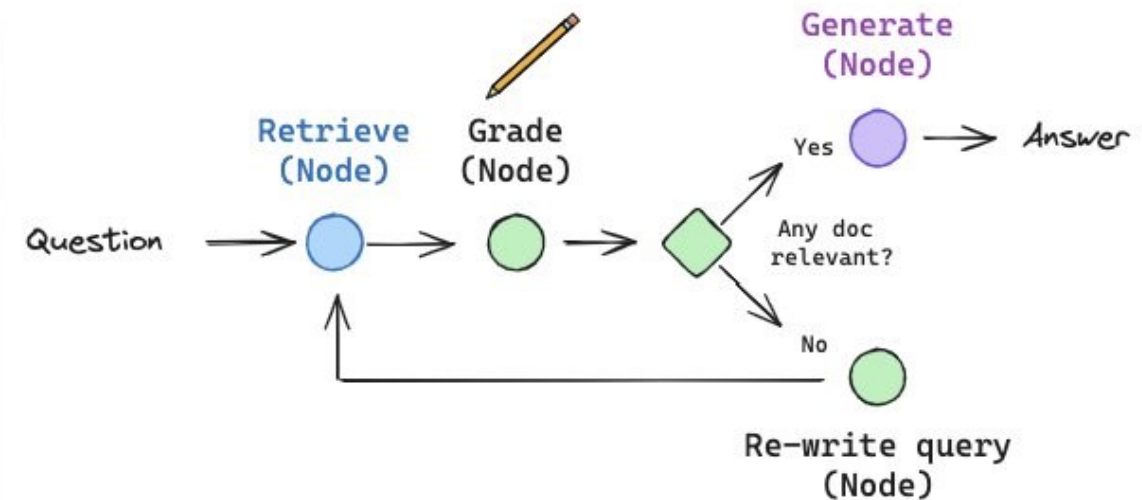 Generate
(Node)
Retrieve
(Node)
Grade
(Node)
Yes
Answer
Question
Any doc
relevant?
No
Re-write query
(Node)